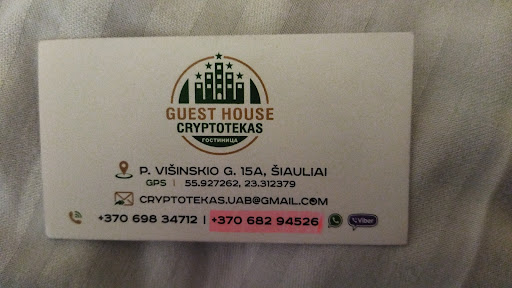 GUEST HOUSE
CRYPTOTEKAS
ГОСТИНИЦА
P. VIŠINSKIO G. 15A, ŠIAULIAI
GPS | 55.927262, 23.312379
CRYPTOTEKAS.UAB@GMAIL.COM
+370 698 34712 | +370 682 94526 Viber